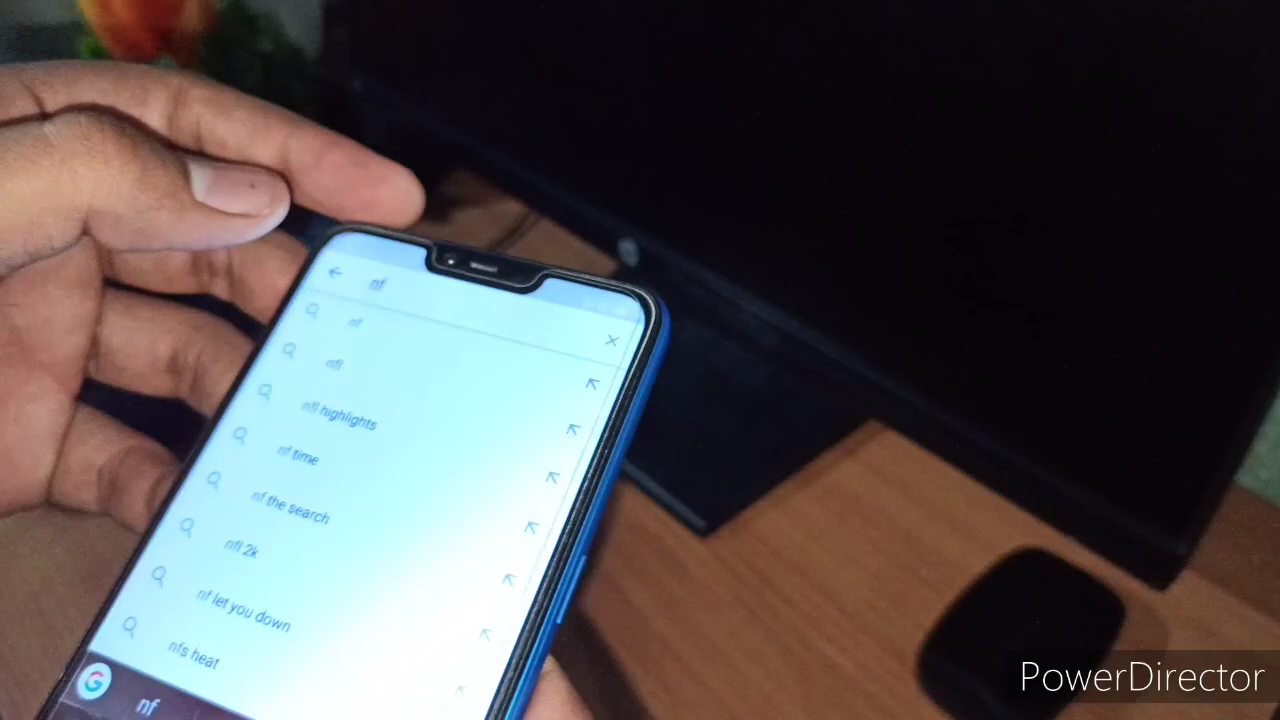 nf
nf
nfl
nfl highlights
nf time
nf the search
nfl 2k
nf let you down
nfs heat
G nf
PowerDirector